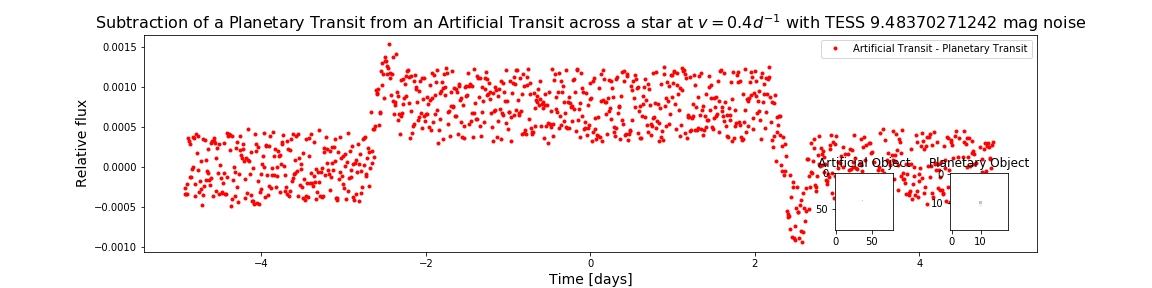 Subtraction of a Planetary Transit from an Artificial Transit across a star at v = 0.4d⁻¹ with TESS 9.48370271242 mag noise
Artificial Transit - Planetary Transit
Relative flux
0.0015
0.0010
0.0005
0.0000
−0.0005
−0.0010
Artificial Object
0
50
0 50
Planetary Object
0
10
0 10
−4 −2 0 2 4
Time [days]